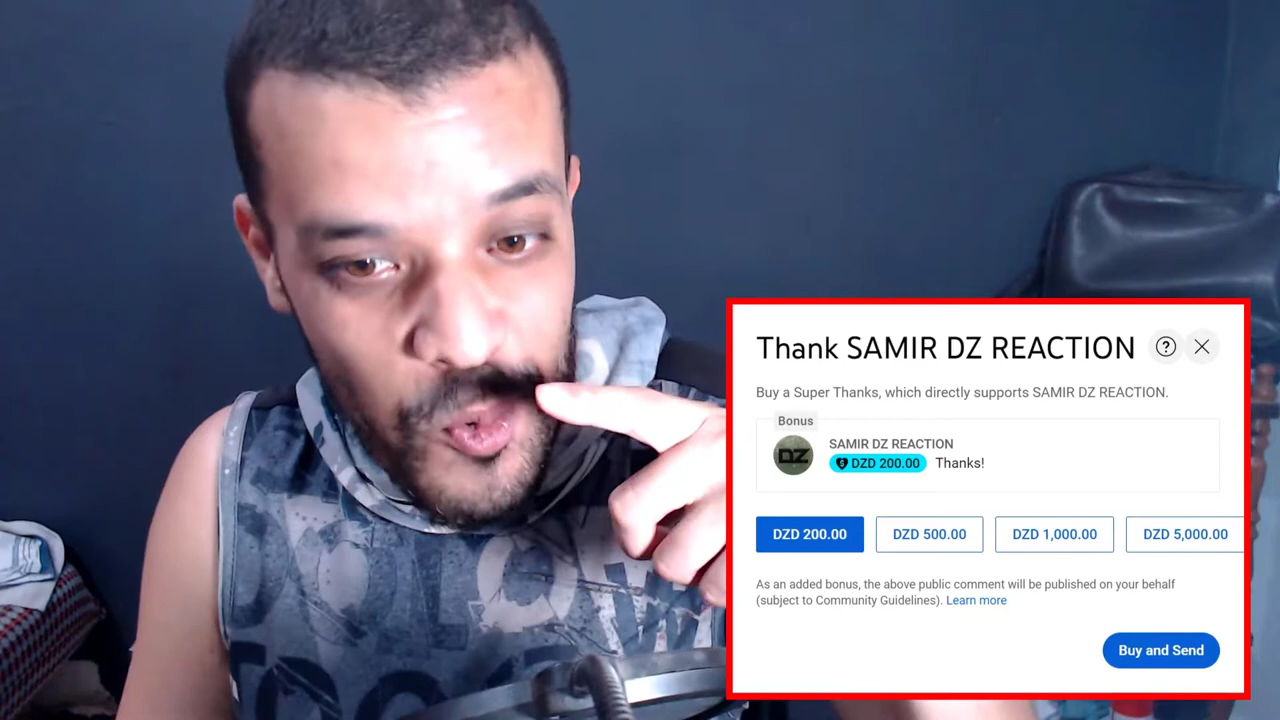 Thank SAMIR DZ REACTION
Buy a Super Thanks, which directly supports SAMIR DZ REACTION.
Bonus
DZ
SAMIR DZ REACTION
DZD 200.00 Thanks!
DZD 200.00 DZD 500.00 DZD 1,000.00 DZD 5,000.00
As an added bonus, the above public comment will be published on your behalf
(subject to Community Guidelines). Learn more
Buy and Send